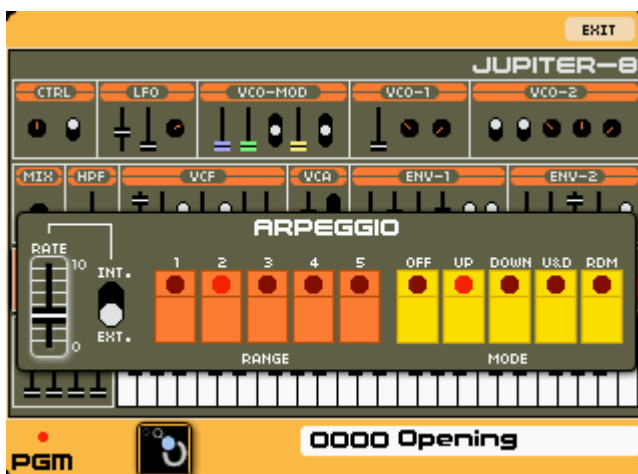 EXIT
JUPITER-8
CTRL LFO VCO-MOD VCO-1 VCO-2
MIX HPF VCF VCA ENV-1 ENV-2
ARPEGGIO
RATE
10
0
INT.
EXT.
1 2 3 4 5
RANGE
OFF UP DOWN U&D RDM
MODE
PGM
0000 Opening